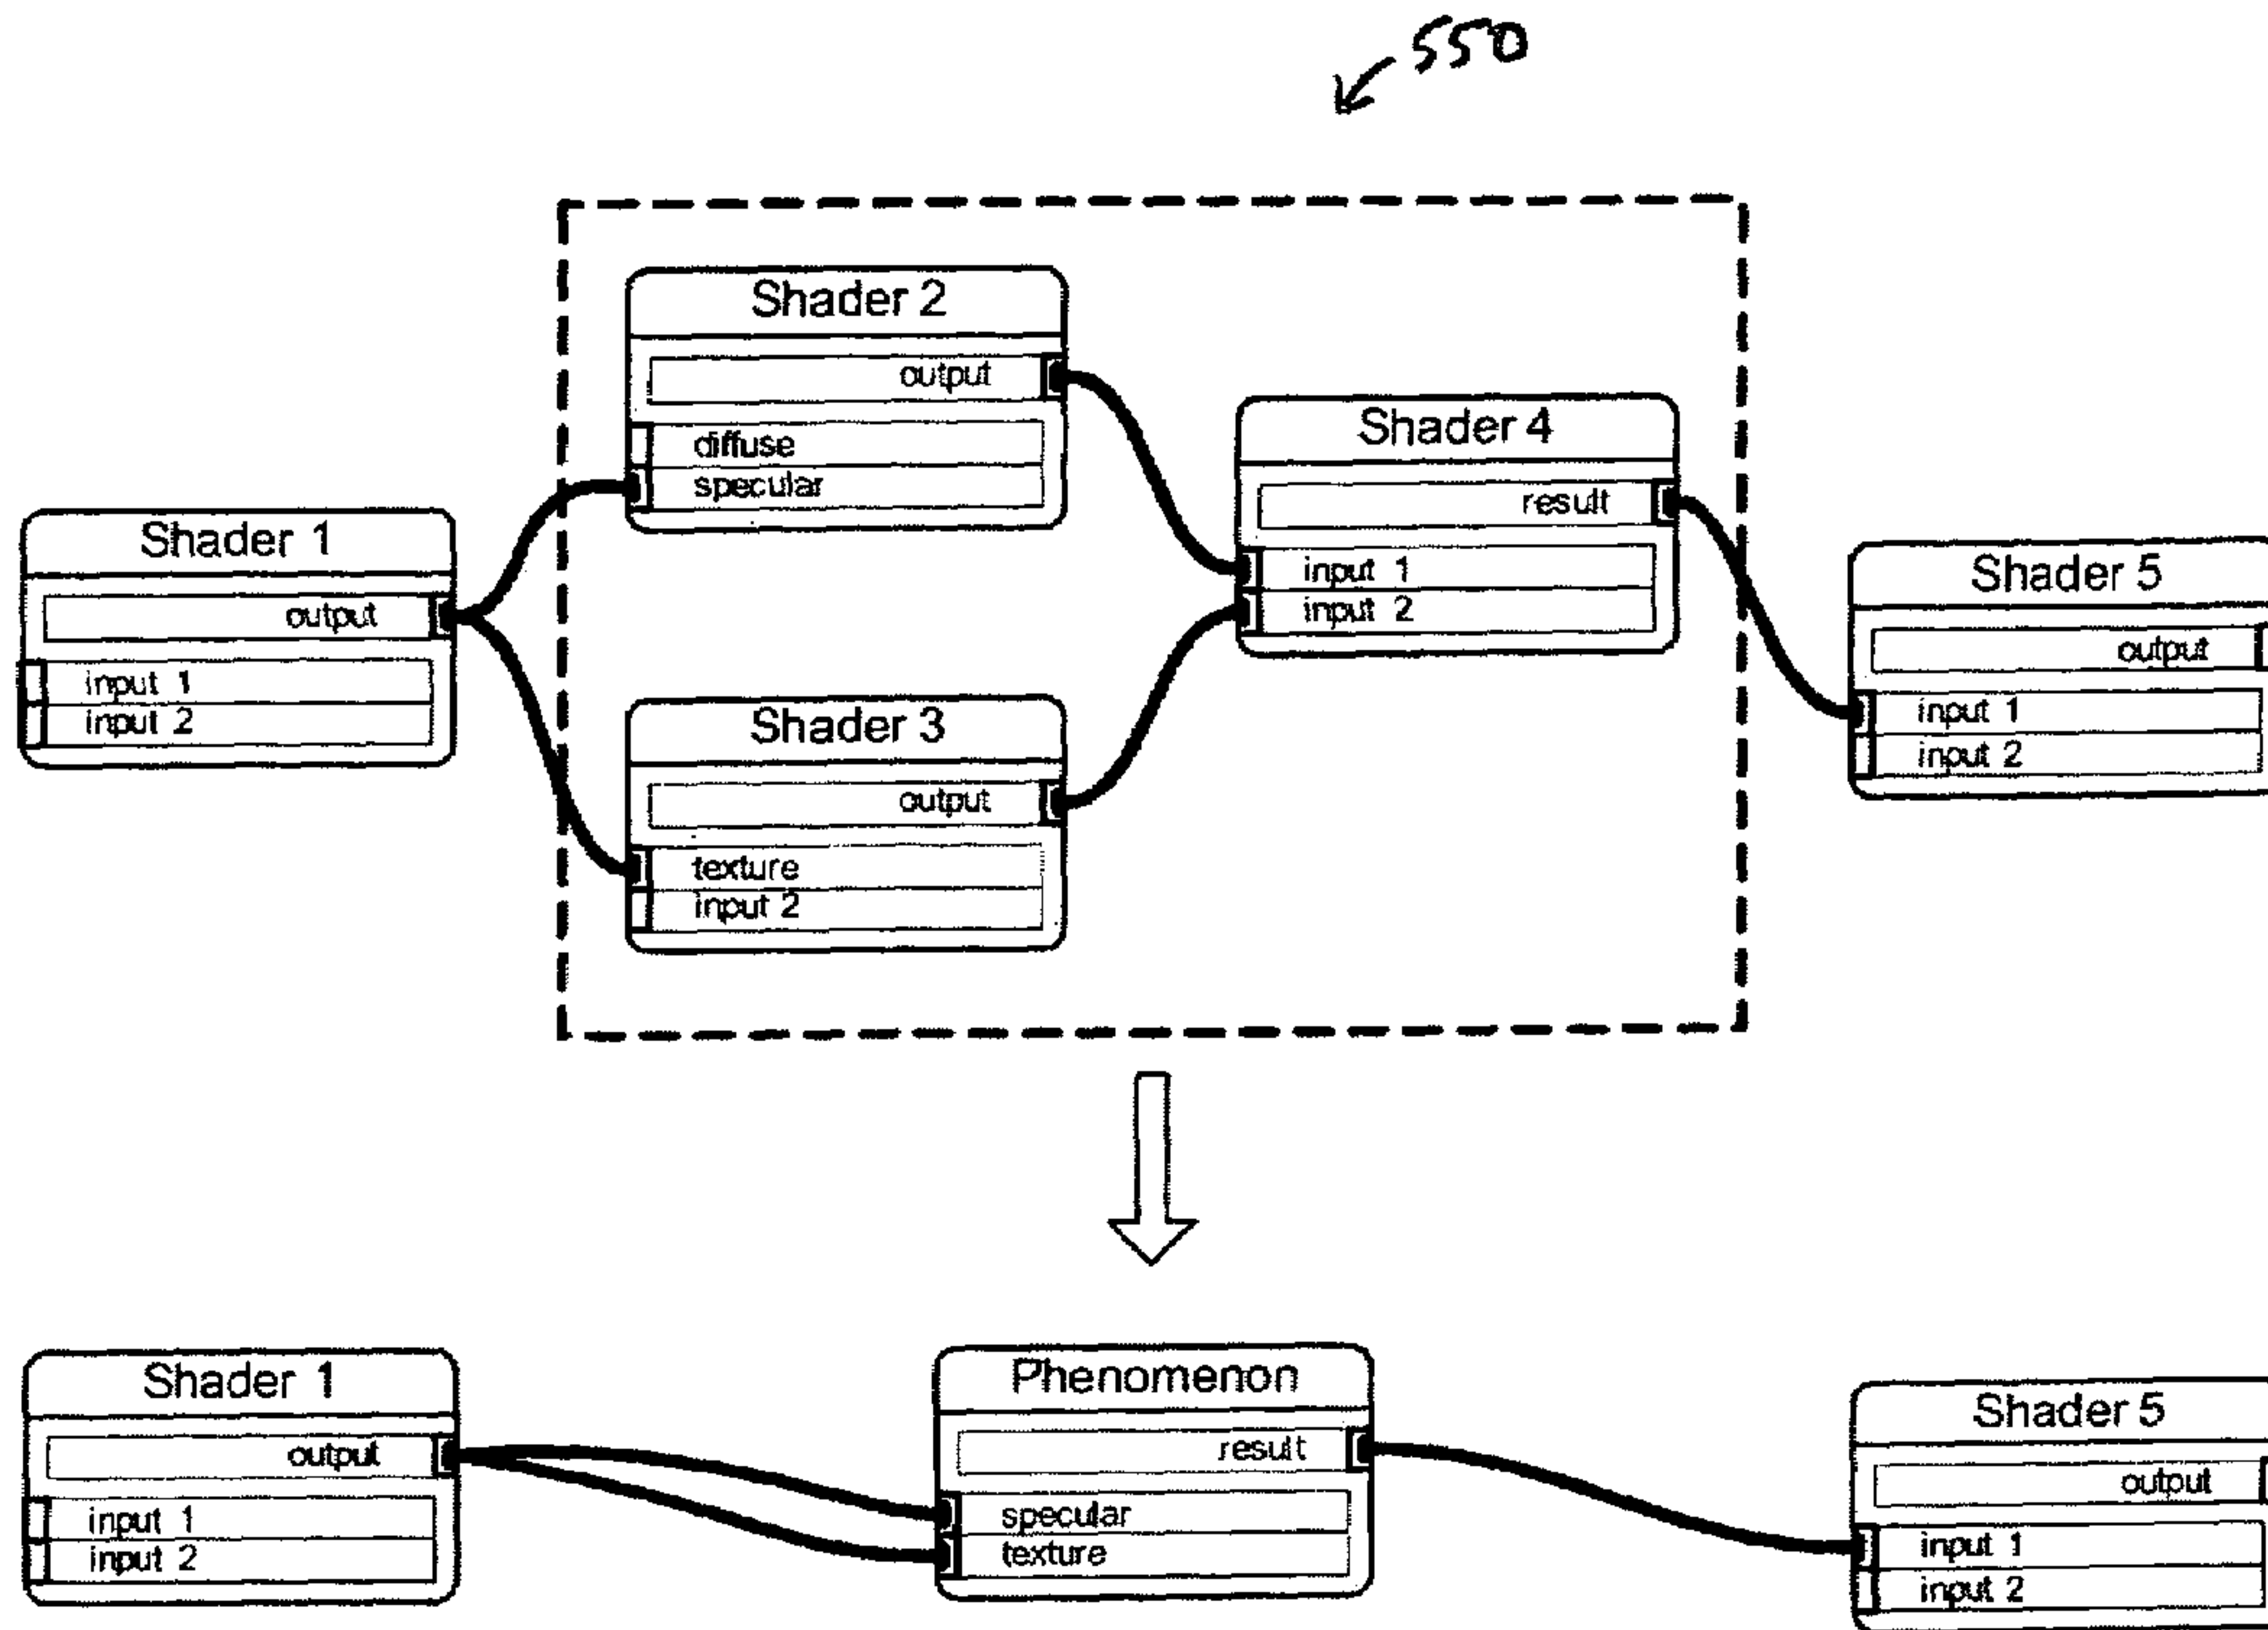 550
Shader 2
output
diffuse
specular
Shader 4
result
input 1
input 2
Shader 1
output
input 1
input 2
Shader 5
output
input 1
input 2
Shader 3
output
texture
input 2
Shader 1
output
input 1
input 2
Phenomenon
result
specular
texture
Shader 5
output
input 1
input 2